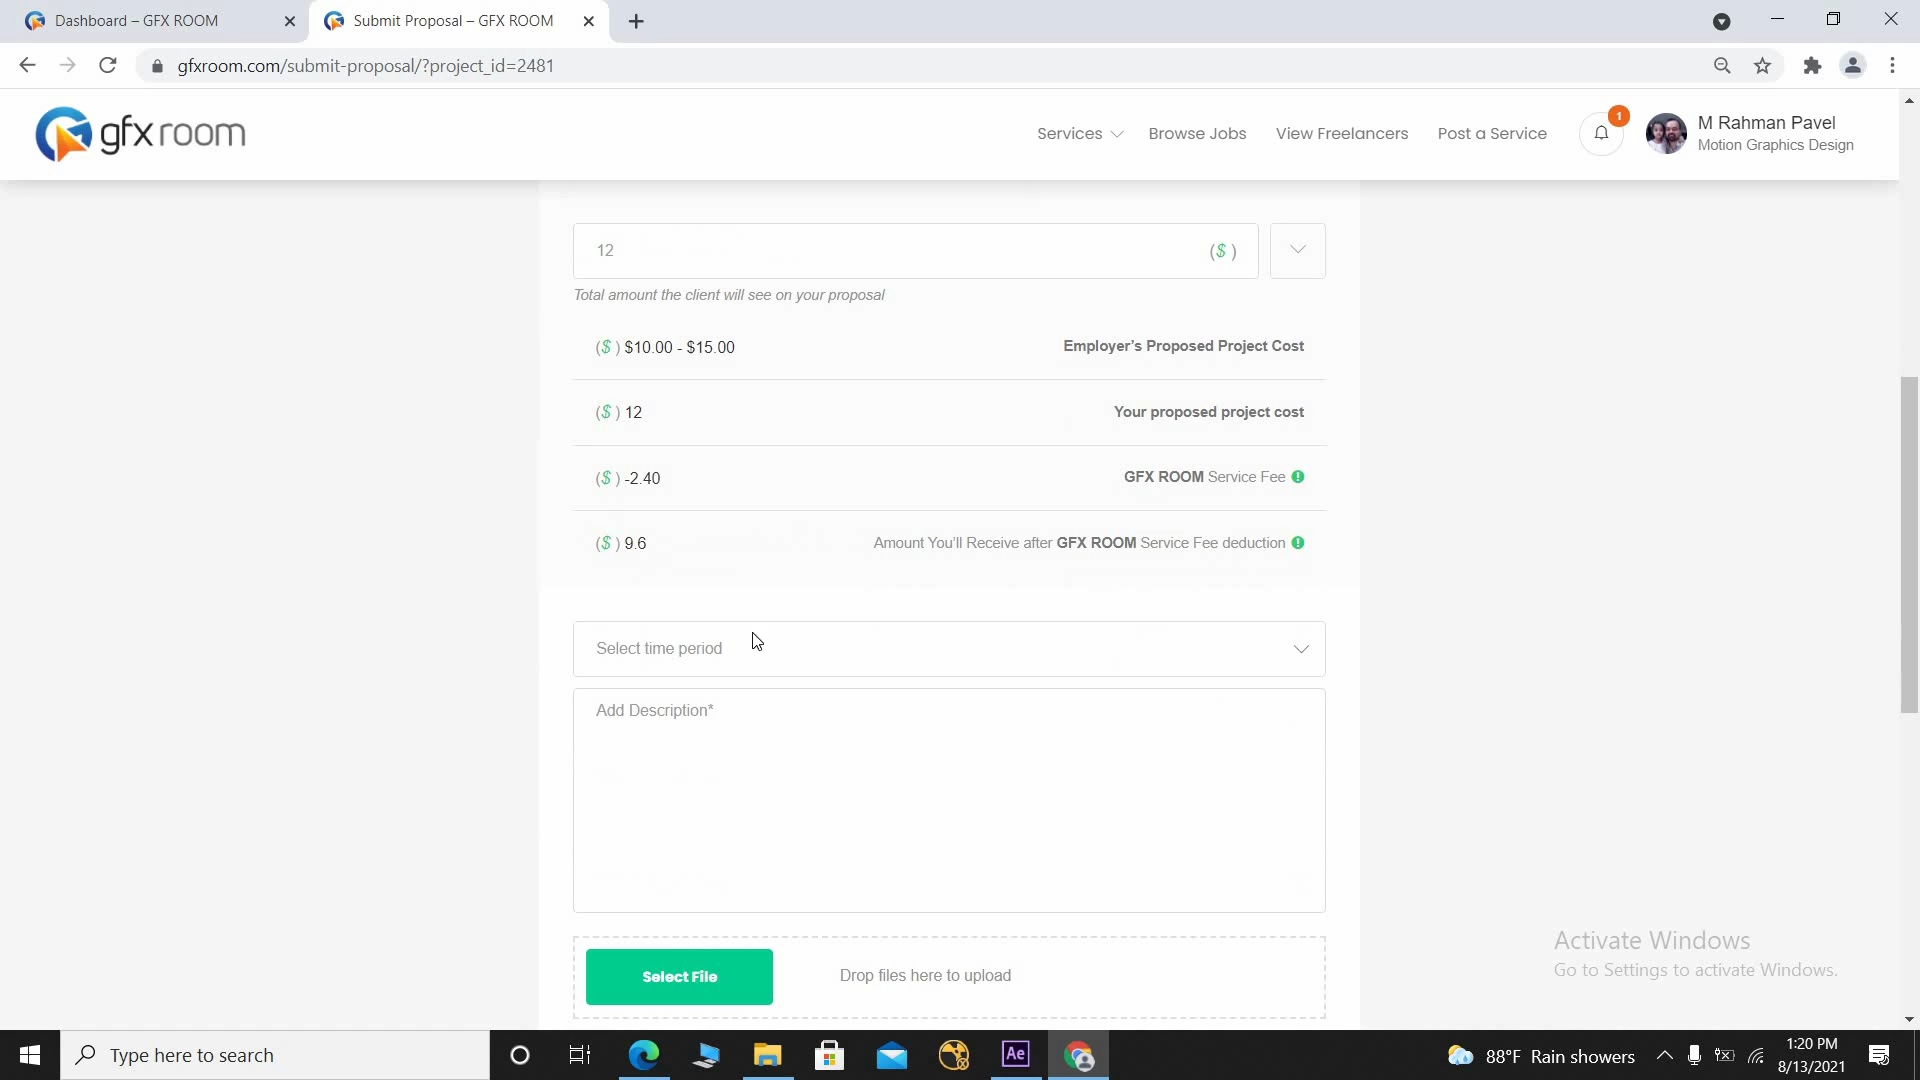 Dashboard – GFX ROOM
Submit Proposal – GFX ROOM
gfxroom.com/submit-proposal/?project_id=2481
gfxroom
Services
Browse Jobs
View Freelancers
Post a Service
1
M Rahman Pavel
Motion Graphics Design
12
($)
Total amount the client will see on your proposal
($) $10.00 - $15.00
Employer's Proposed Project Cost
($) 12
Your proposed project cost
($) -2.40
GFX ROOM Service Fee
($) 9.6
Amount You'll Receive after GFX ROOM Service Fee deduction
Select time period
Add Description*
Select File
Drop files here to upload
Activate Windows
Go to Settings to activate Windows.
Type here to search
Ae
88°F Rain showers
1:20 PM
8/13/2021